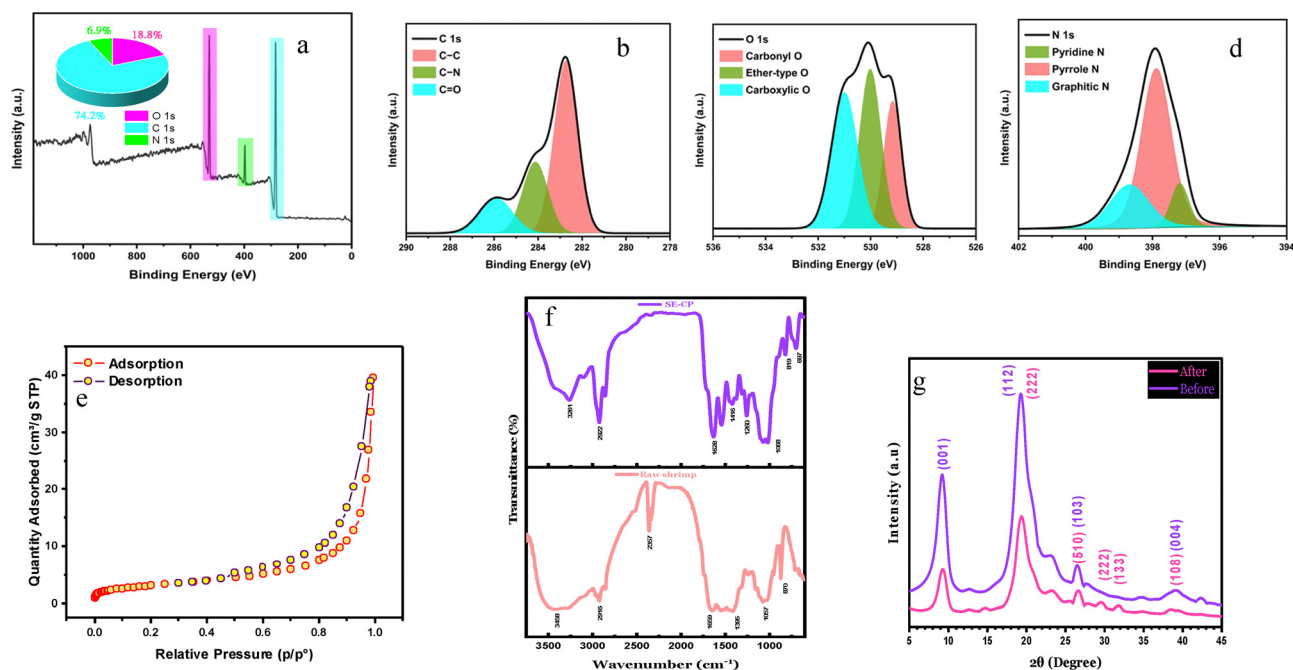 a
6.9%
18.8%
74.2%
O 1s
C 1s
N 1s
Intensity (a.u.)
1000 800 600 400 200 0
Binding Energy (eV)
b
C 1s
C−C
C−N
C=O
Intensity (a.u.)
290 288 286 284 282 280 278
Binding Energy (eV)
c
O 1s
Carbonyl O
Ether-type O
Carboxylic O
Intensity (a.u.)
536 534 532 530 528 526
Binding Energy (eV)
d
N 1s
Pyridine N
Pyrrole N
Graphitic N
Intensity (a.u.)
402 400 398 396 394
Binding Energy (eV)
e
Adsorption
Desorption
Quantity Adsorbed (cm³/g STP)
40
30
20
10
0
0.0 0.2 0.4 0.6 0.8 1.0
Relative Pressure (p/p°)
f
SE-CP
3261
2922
1628
1416
1260
819
697
Raw shrimp
3458
2916
2357
1659
1395
1057
870
Transmittance (%)
3500 3000 2500 2000 1500 1000
Wavenumber (cm⁻¹)
g
After
Before
(001)
(112)
(222)
(510)
(103)
(222)
(133)
(108)
(004)
Intensity (a.u)
5 10 15 20 25 30 35 40 45
2θ (Degree)